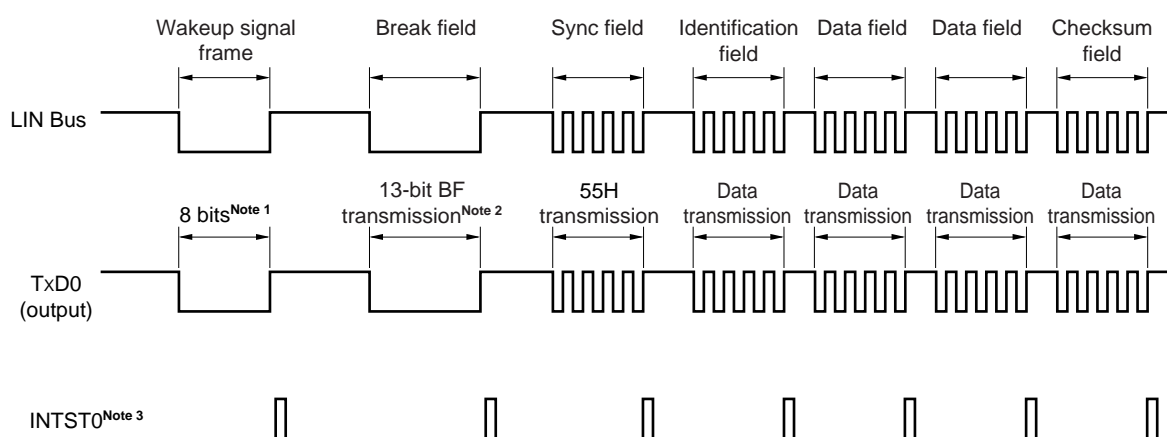 Wakeup signal frame
Break field
Sync field
Identification field
Data field
Data field
Checksum field
LIN Bus
8 bitsNote 1
13-bit BF transmissionNote 2
55H transmission
Data transmission
Data transmission
Data transmission
Data transmission
TxD0 (output)
INTST0Note 3